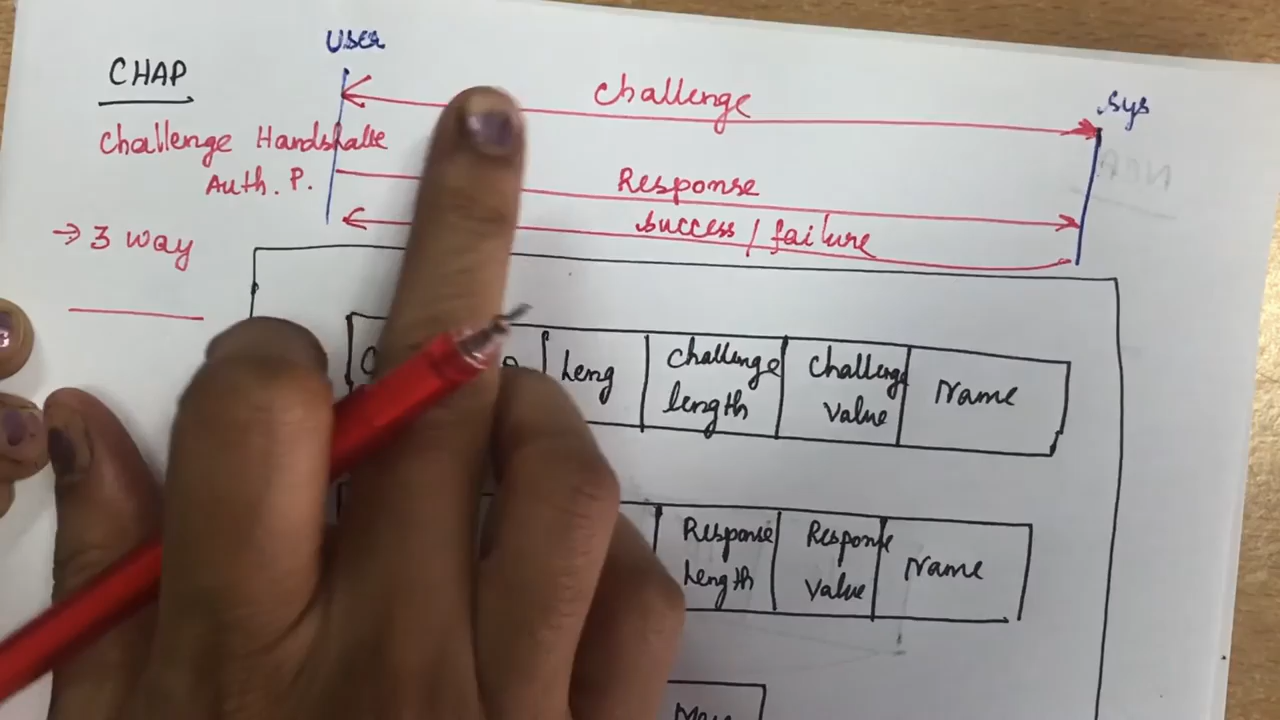 User
CHAP
Challenge
Sys
Challenge Handshake
Auth. P.
Response
success / failure
→ 3 way
Leng
Challenge
length
Challenge
value
Name
Response
Length
Response
Value
Name